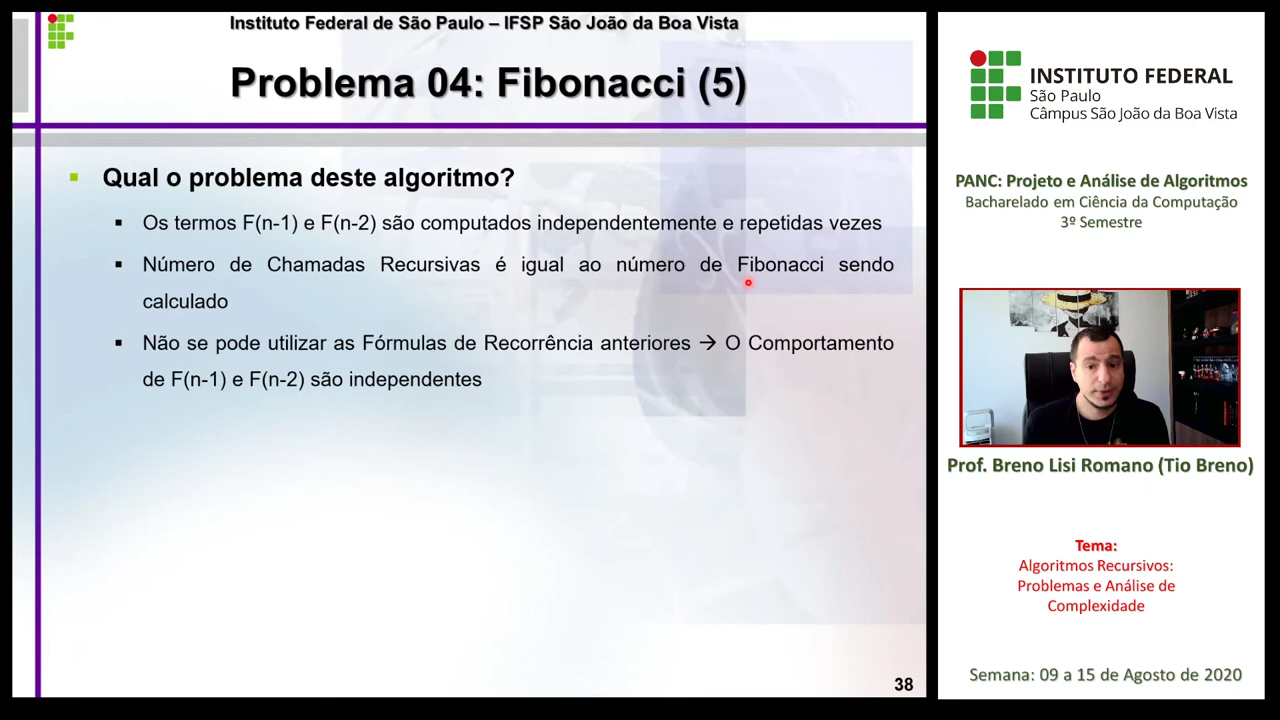 Instituto Federal de São Paulo – IFSP São João da Boa Vista
Problema 04: Fibonacci (5)
Qual o problema deste algoritmo?
Os termos F(n-1) e F(n-2) são computados independentemente e repetidas vezes
Número de Chamadas Recursivas é igual ao número de Fibonacci sendo
calculado
Não se pode utilizar as Fórmulas de Recorrência anteriores → O Comportamento
de F(n-1) e F(n-2) são independentes
38
INSTITUTO FEDERAL
São Paulo
Câmpus São João da Boa Vista
PANC: Projeto e Análise de Algoritmos
Bacharelado em Ciência da Computação
3º Semestre
Prof. Breno Lisi Romano (Tio Breno)
Tema:
Algoritmos Recursivos:
Problemas e Análise de
Complexidade
Semana: 09 a 15 de Agosto de 2020